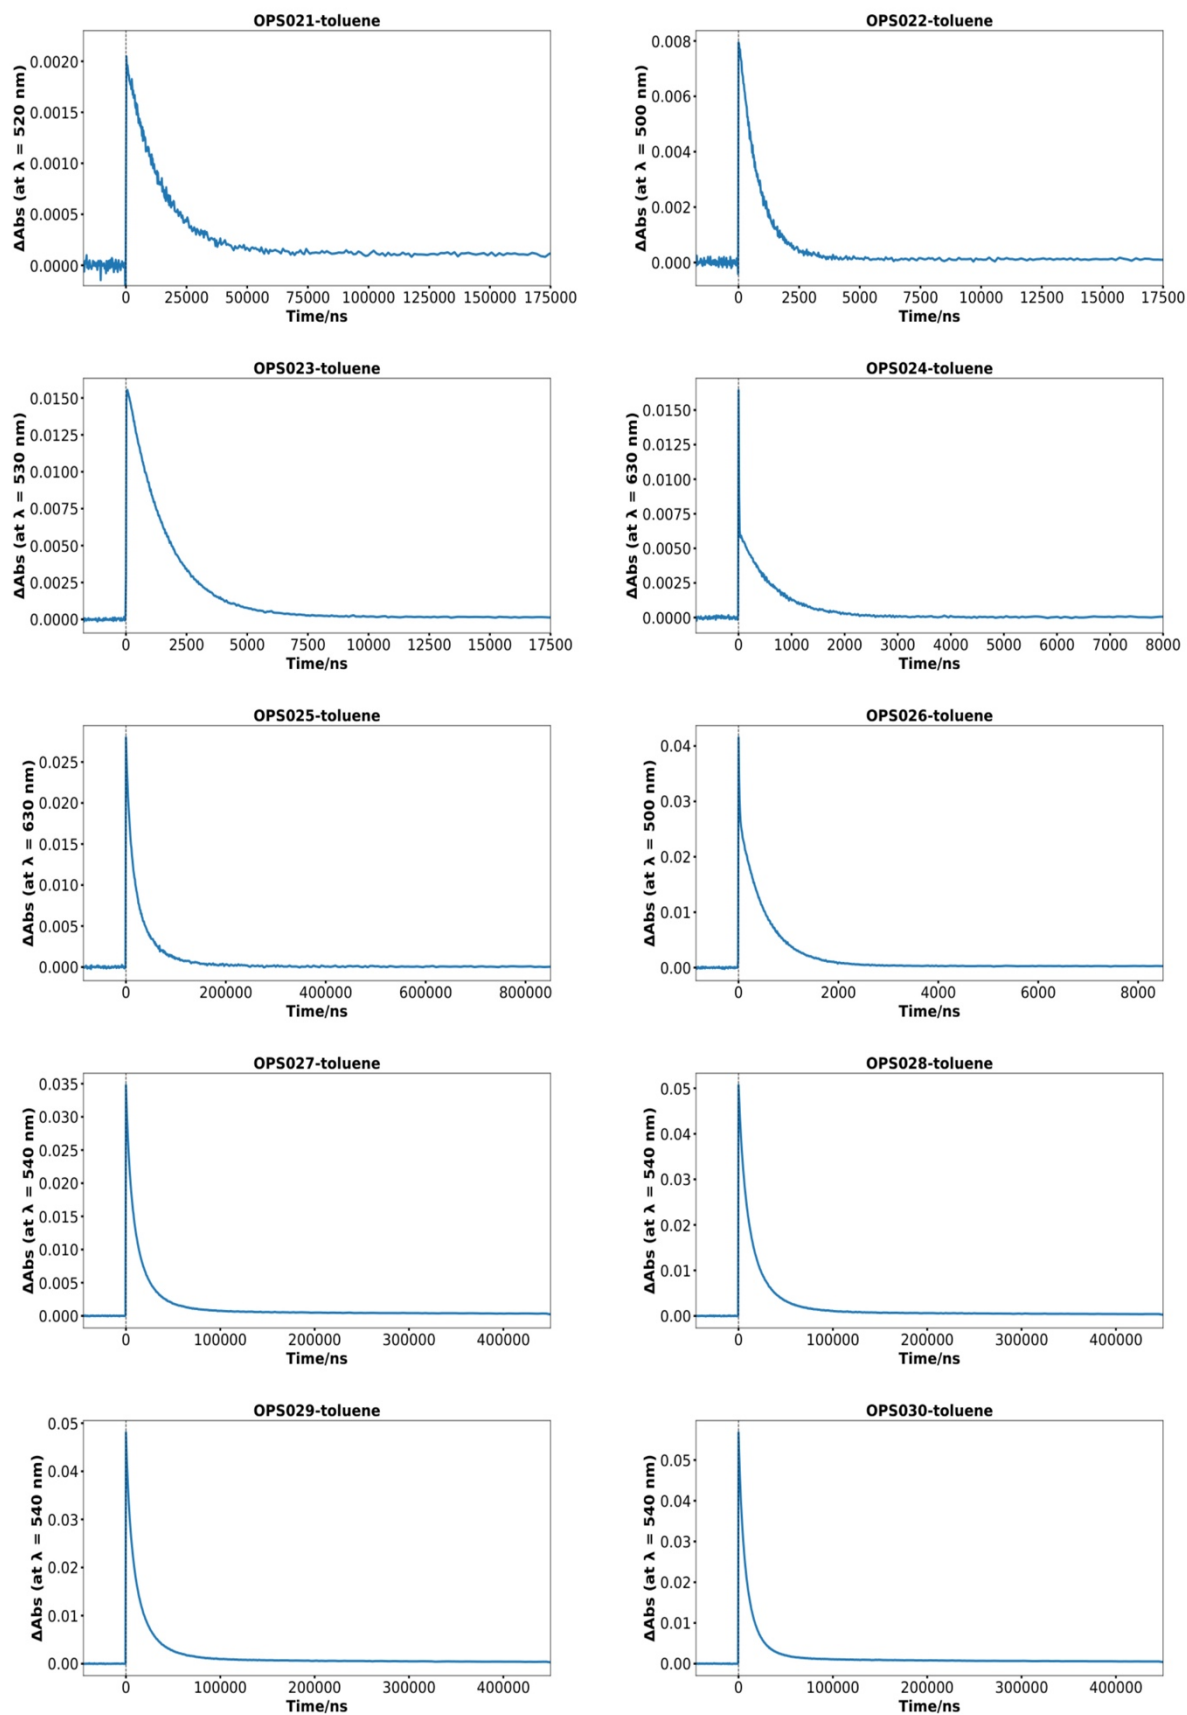 OPS021-toluene
ΔAbs (at λ = 520 nm)
0.0020
0.0015
0.0010
0.0005
0.0000
0 25000 50000 75000 100000 125000 150000 175000
Time/ns
OPS022-toluene
ΔAbs (at λ = 500 nm)
0.008
0.006
0.004
0.002
0.000
0 2500 5000 7500 10000 12500 15000 17500
Time/ns
OPS023-toluene
ΔAbs (at λ = 530 nm)
0.0150
0.0125
0.0100
0.0075
0.0050
0.0025
0.0000
0 2500 5000 7500 10000 12500 15000 17500
Time/ns
OPS024-toluene
ΔAbs (at λ = 630 nm)
0.0150
0.0125
0.0100
0.0075
0.0050
0.0025
0.0000
0 1000 2000 3000 4000 5000 6000 7000 8000
Time/ns
OPS025-toluene
ΔAbs (at λ = 630 nm)
0.025
0.020
0.015
0.010
0.005
0.000
0 200000 400000 600000 800000
Time/ns
OPS026-toluene
ΔAbs (at λ = 500 nm)
0.04
0.03
0.02
0.01
0.00
0 2000 4000 6000 8000
Time/ns
OPS027-toluene
ΔAbs (at λ = 540 nm)
0.035
0.030
0.025
0.020
0.015
0.010
0.005
0.000
0 100000 200000 300000 400000
Time/ns
OPS028-toluene
ΔAbs (at λ = 540 nm)
0.05
0.04
0.03
0.02
0.01
0.00
0 100000 200000 300000 400000
Time/ns
OPS029-toluene
ΔAbs (at λ = 540 nm)
0.05
0.04
0.03
0.02
0.01
0.00
0 100000 200000 300000 400000
Time/ns
OPS030-toluene
ΔAbs (at λ = 540 nm)
0.05
0.04
0.03
0.02
0.01
0.00
0 100000 200000 300000 400000
Time/ns